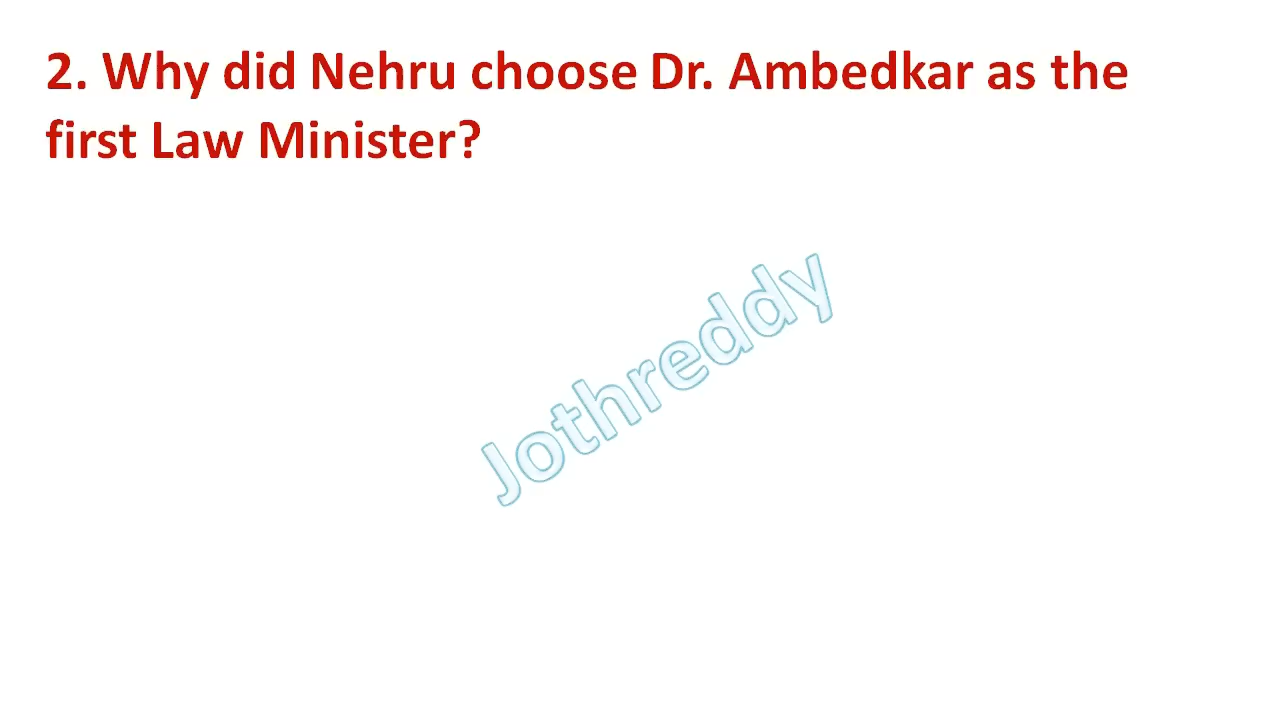 2. Why did Nehru choose Dr. Ambedkar as the
first Law Minister?
Jothreddy